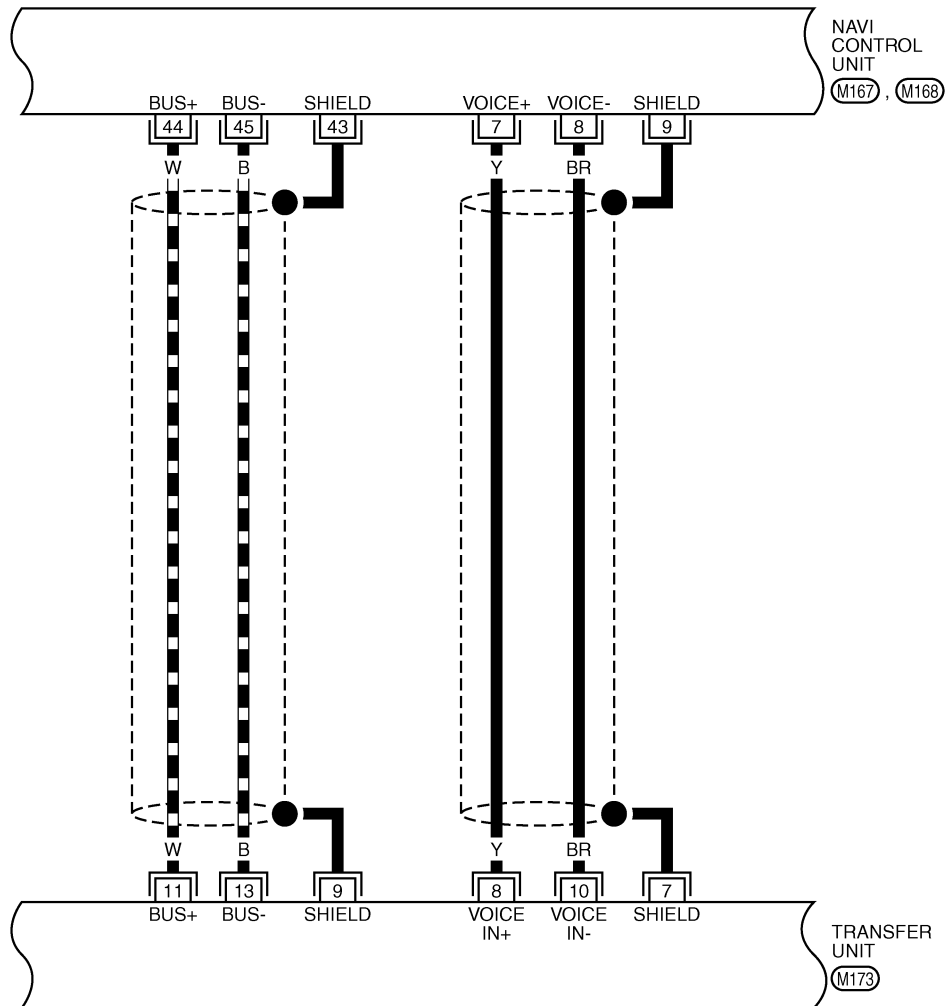 NAVI
CONTROL
UNIT
M167 , M168
BUS+ BUS- SHIELD VOICE+ VOICE- SHIELD
44 45 43 7 8 9
W B Y BR
W B Y BR
11 13 9 8 10 7
BUS+ BUS- SHIELD VOICE IN+ VOICE IN- SHIELD
TRANSFER
UNIT
M173